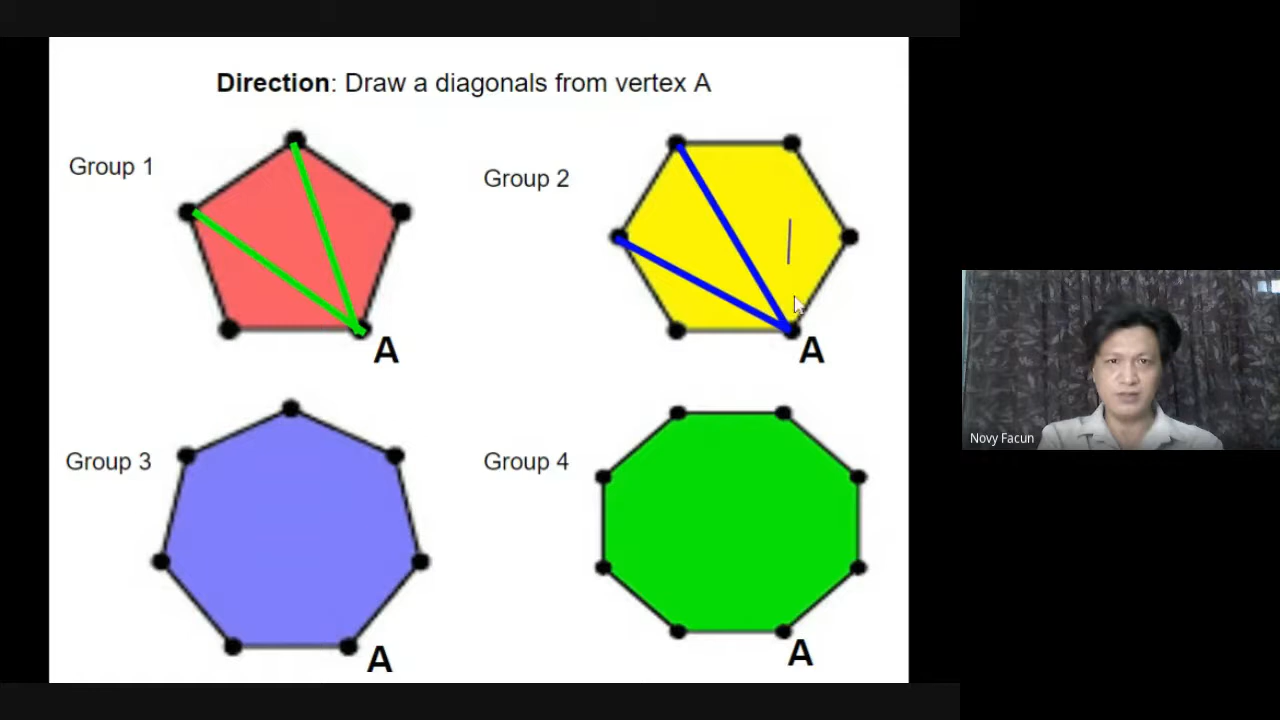 Direction: Draw a diagonals from vertex A
Group 1
Group 2
A
A
Group 3
Group 4
A
A
Novy Facun